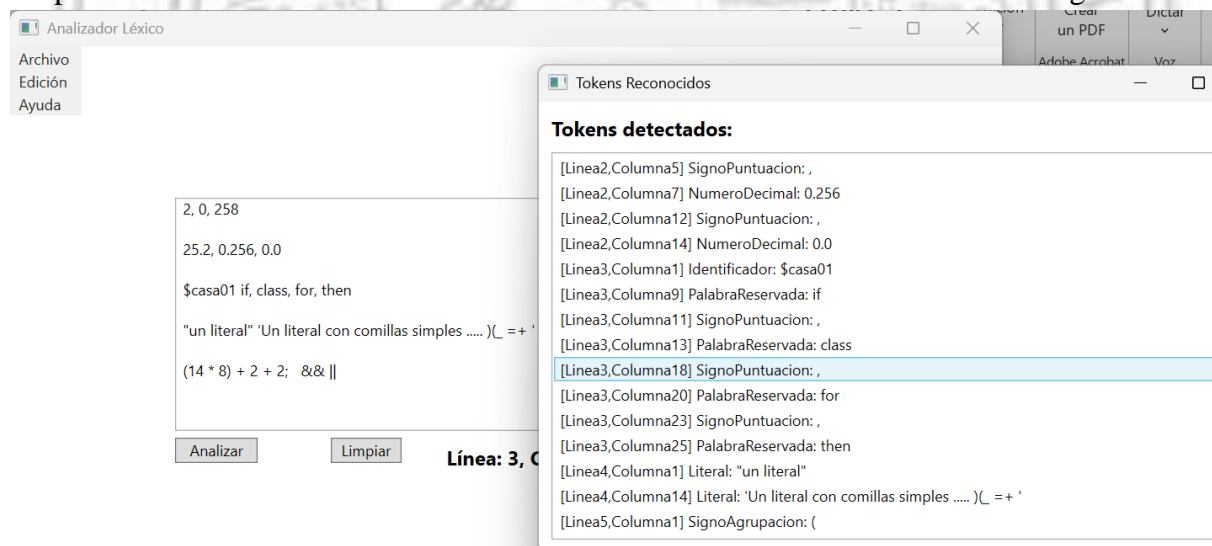 Analizador Léxico
Crear
un PDF
Adobe Acrobat
Dictar
Voz
Archivo
Edición
Ayuda
2, 0, 258
25.2, 0.256, 0.0
$casa01 if, class, for, then
"un literal" 'Un literal con comillas simples ..... )(_ =+ '
(14 * 8) + 2 + 2;   && ||
Analizar
Limpiar
Línea: 3,
Tokens Reconocidos
Tokens detectados:
[Linea2,Columna5] SignoPuntuacion: ,
[Linea2,Columna7] NumeroDecimal: 0.256
[Linea2,Columna12] SignoPuntuacion: ,
[Linea2,Columna14] NumeroDecimal: 0.0
[Linea3,Columna1] Identificador: $casa01
[Linea3,Columna9] PalabraReservada: if
[Linea3,Columna11] SignoPuntuacion: ,
[Linea3,Columna13] PalabraReservada: class
[Linea3,Columna18] SignoPuntuacion: ,
[Linea3,Columna20] PalabraReservada: for
[Linea3,Columna23] SignoPuntuacion: ,
[Linea3,Columna25] PalabraReservada: then
[Linea4,Columna1] Literal: "un literal"
[Linea4,Columna14] Literal: 'Un literal con comillas simples ..... )(_ =+ '
[Linea5,Columna1] SignoAgrupacion: (